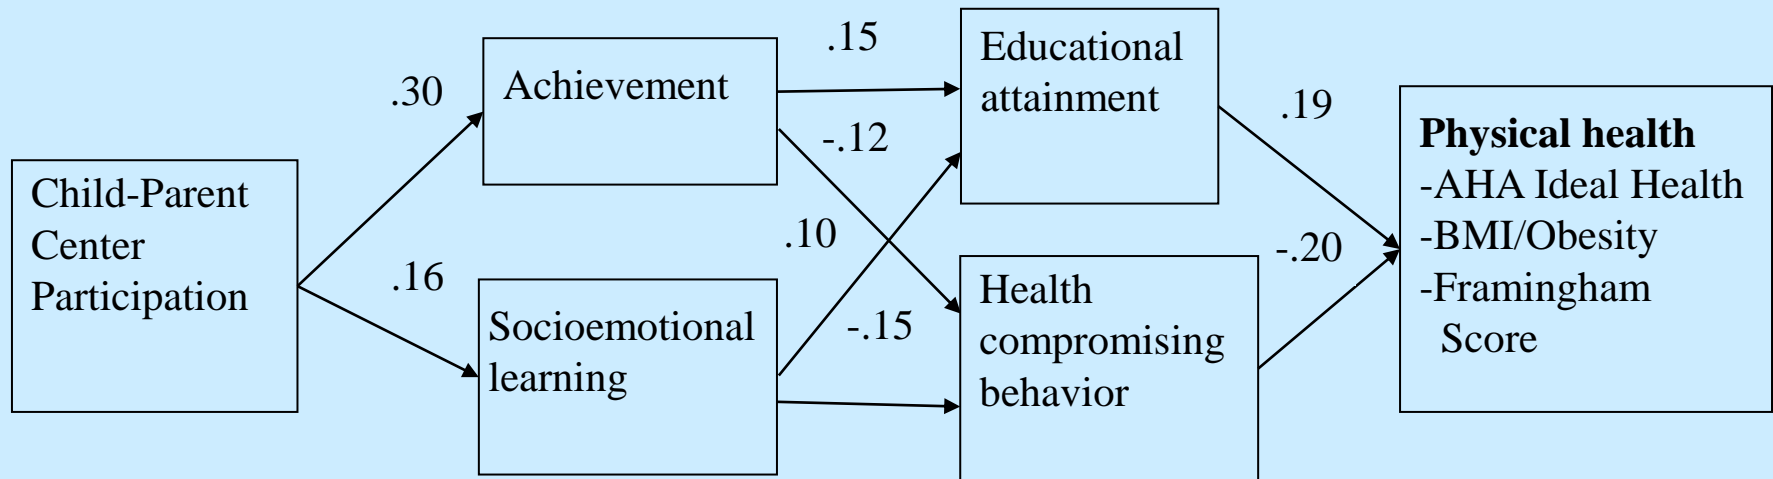 Child-Parent
Center
Participation
.30
.16
Achievement
Socioemotional
learning
.15
-.12
.10
-.15
Educational
attainment
Health
compromising
behavior
.19
-.20
Physical health
-AHA Ideal Health
-BMI/Obesity
-Framingham
Score